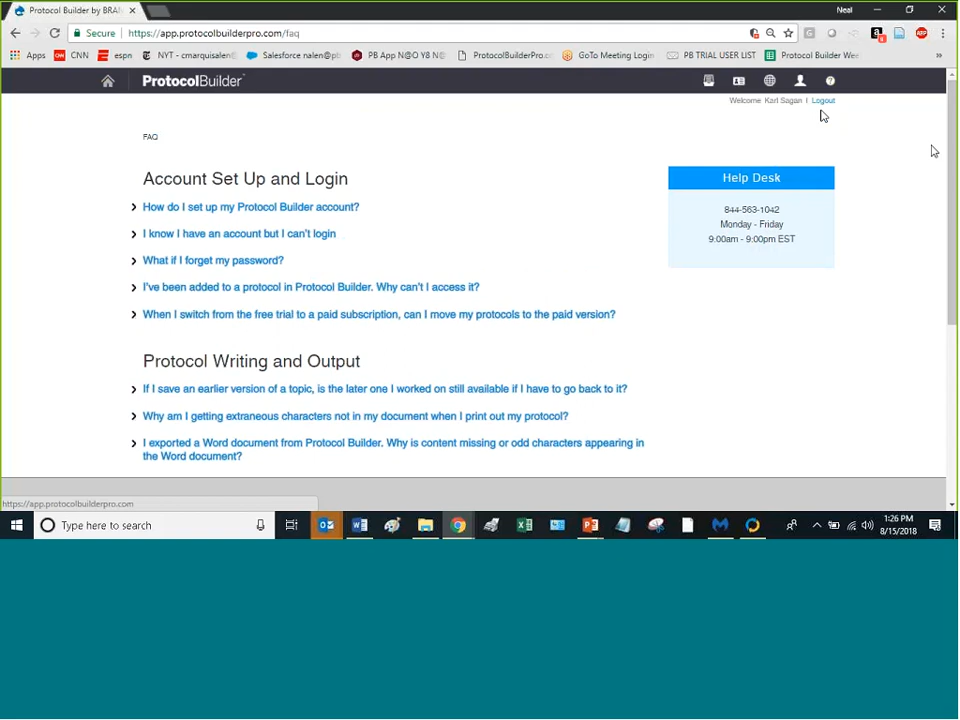 Protocol Builder by BRAN
Neal
Secure
https://app.protocolbuilderpro.com/faq
Apps CNN espn NYT - cmarquisalen Salesforce nalen@ptb PB App N@O Y8 N ProtocolBuilderPro.co GoTo Meeting Login PB TRIAL USER LIST Protocol Builder Wee »
ProtocolBuilder
Welcome Karl Sagan | Logout
FAQ
Account Set Up and Login
How do I set up my Protocol Builder account?
I know I have an account but I can't login
What if I forget my password?
I've been added to a protocol in Protocol Builder. Why can't I access it?
When I switch from the free trial to a paid subscription, can I move my protocols to the paid version?
Help Desk
844-563-1042
Monday - Friday
9:00am - 9:00pm EST
Protocol Writing and Output
If I save an earlier version of a topic, is the later one I worked on still available if I have to go back to it?
Why am I getting extraneous characters not in my document when I print out my protocol?
I exported a Word document from Protocol Builder. Why is content missing or odd characters appearing in
the Word document?
https://app.protocolbuilderpro.com
Type here to search
1:26 PM
8/15/2018